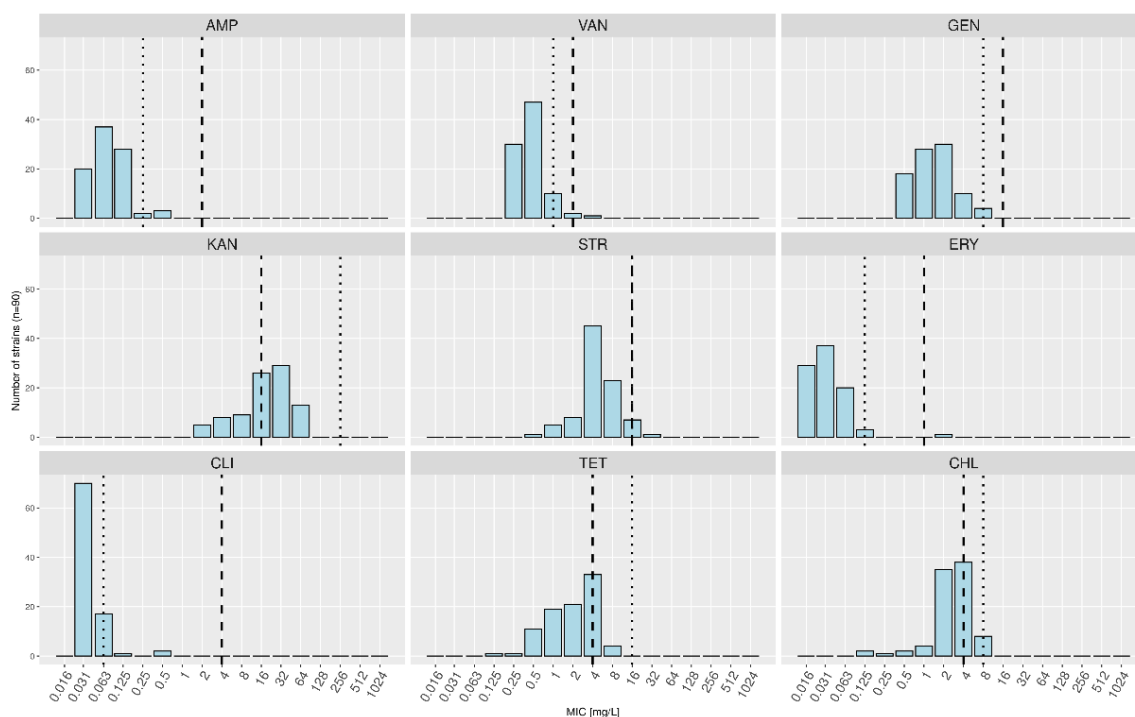 AMP VAN GEN
60
40
20
0
KAN STR ERY
60
40
20
0
CLI TET CHL
60
40
20
0
Number of strains (n=90)
0.016 0.031 0.063 0.125 0.25 0.5 1 2 4 8 16 32 64 128 256 512 1024 0.016 0.031 0.063 0.125 0.25 0.5 1 2 4 8 16 32 64 128 256 512 1024 0.016 0.031 0.063 0.125 0.25 0.5 1 2 4 8 16 32 64 128 256 512 1024
MIC [mg/L]